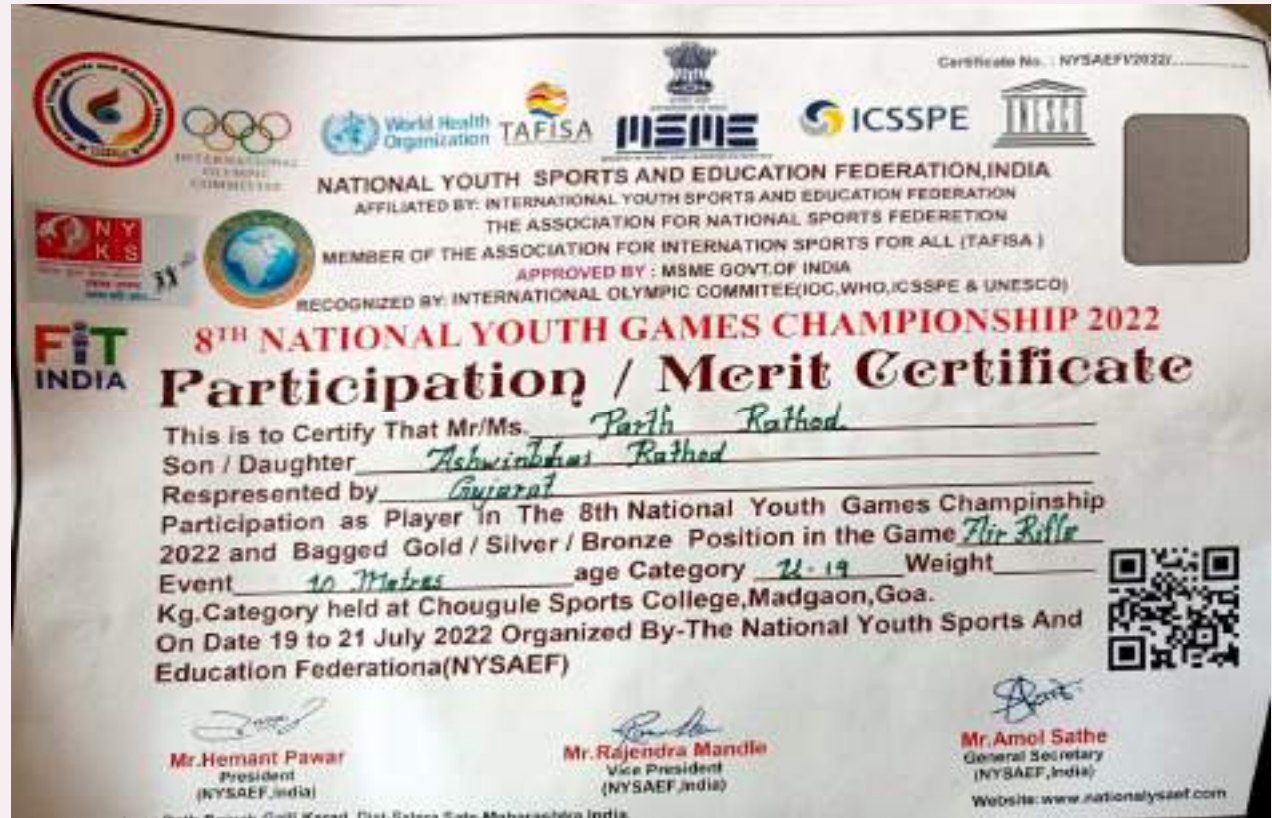 Certificate No. : NYSAEF/2022/
INTERNATIONAL
OLYMPIC
COMMITTEE
World Health
Organization
TAFISA
MSME
ICSSPE
UNESCO
NATIONAL YOUTH SPORTS AND EDUCATION FEDERATION,INDIA
AFFILIATED BY: INTERNATIONAL YOUTH SPORTS AND EDUCATION FEDERATION
THE ASSOCIATION FOR NATIONAL SPORTS FEDERETION
NY
KS
MEMBER OF THE ASSOCIATION FOR INTERNATION SPORTS FOR ALL (TAFISA )
APPROVED BY : MSME GOVT.OF INDIA
RECOGNIZED BY: INTERNATIONAL OLYMPIC COMMITEE(IOC,WHO,ICSSPE & UNESCO)
FIT
INDIA
8TH NATIONAL YOUTH GAMES CHAMPIONSHIP 2022
Participation / Merit Certificate
This is to Certify That Mr/Ms. Parth Rathod
Son / Daughter Ashwinbhai Rathod
Respresented by Gujarat
Participation as Player in The 8th National Youth Games Champinship
2022 and Bagged Gold / Silver / Bronze Position in the Game Air Rifle
Event 10 Metres age Category U-19 Weight
Kg.Category held at Chougule Sports College,Madgaon,Goa.
On Date 19 to 21 July 2022 Organized By-The National Youth Sports And
Education Federationa(NYSAEF)
Mr.Hemant Pawar
President
(NYSAEF,India)
Mr.Rajendra Mandle
Vice President
(NYSAEF,India)
Mr.Amol Sathe
General Secretary
(NYSAEF,India)
Website: www.nationalysaef.com